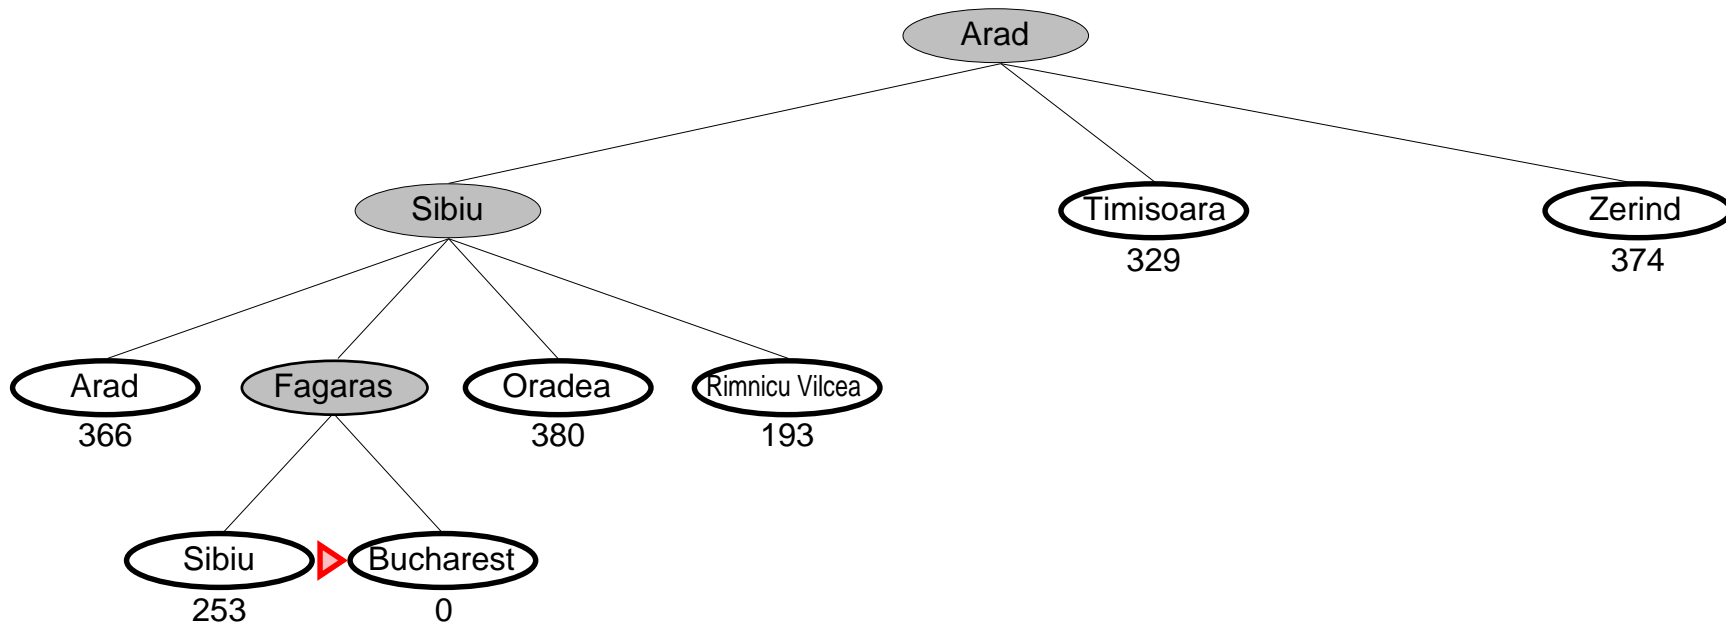 Arad
Sibiu
Timisoara
Zerind
329
374
Arad
Fagaras
Oradea
Rimnicu Vilcea
366
380
193
Sibiu
Bucharest
253
0